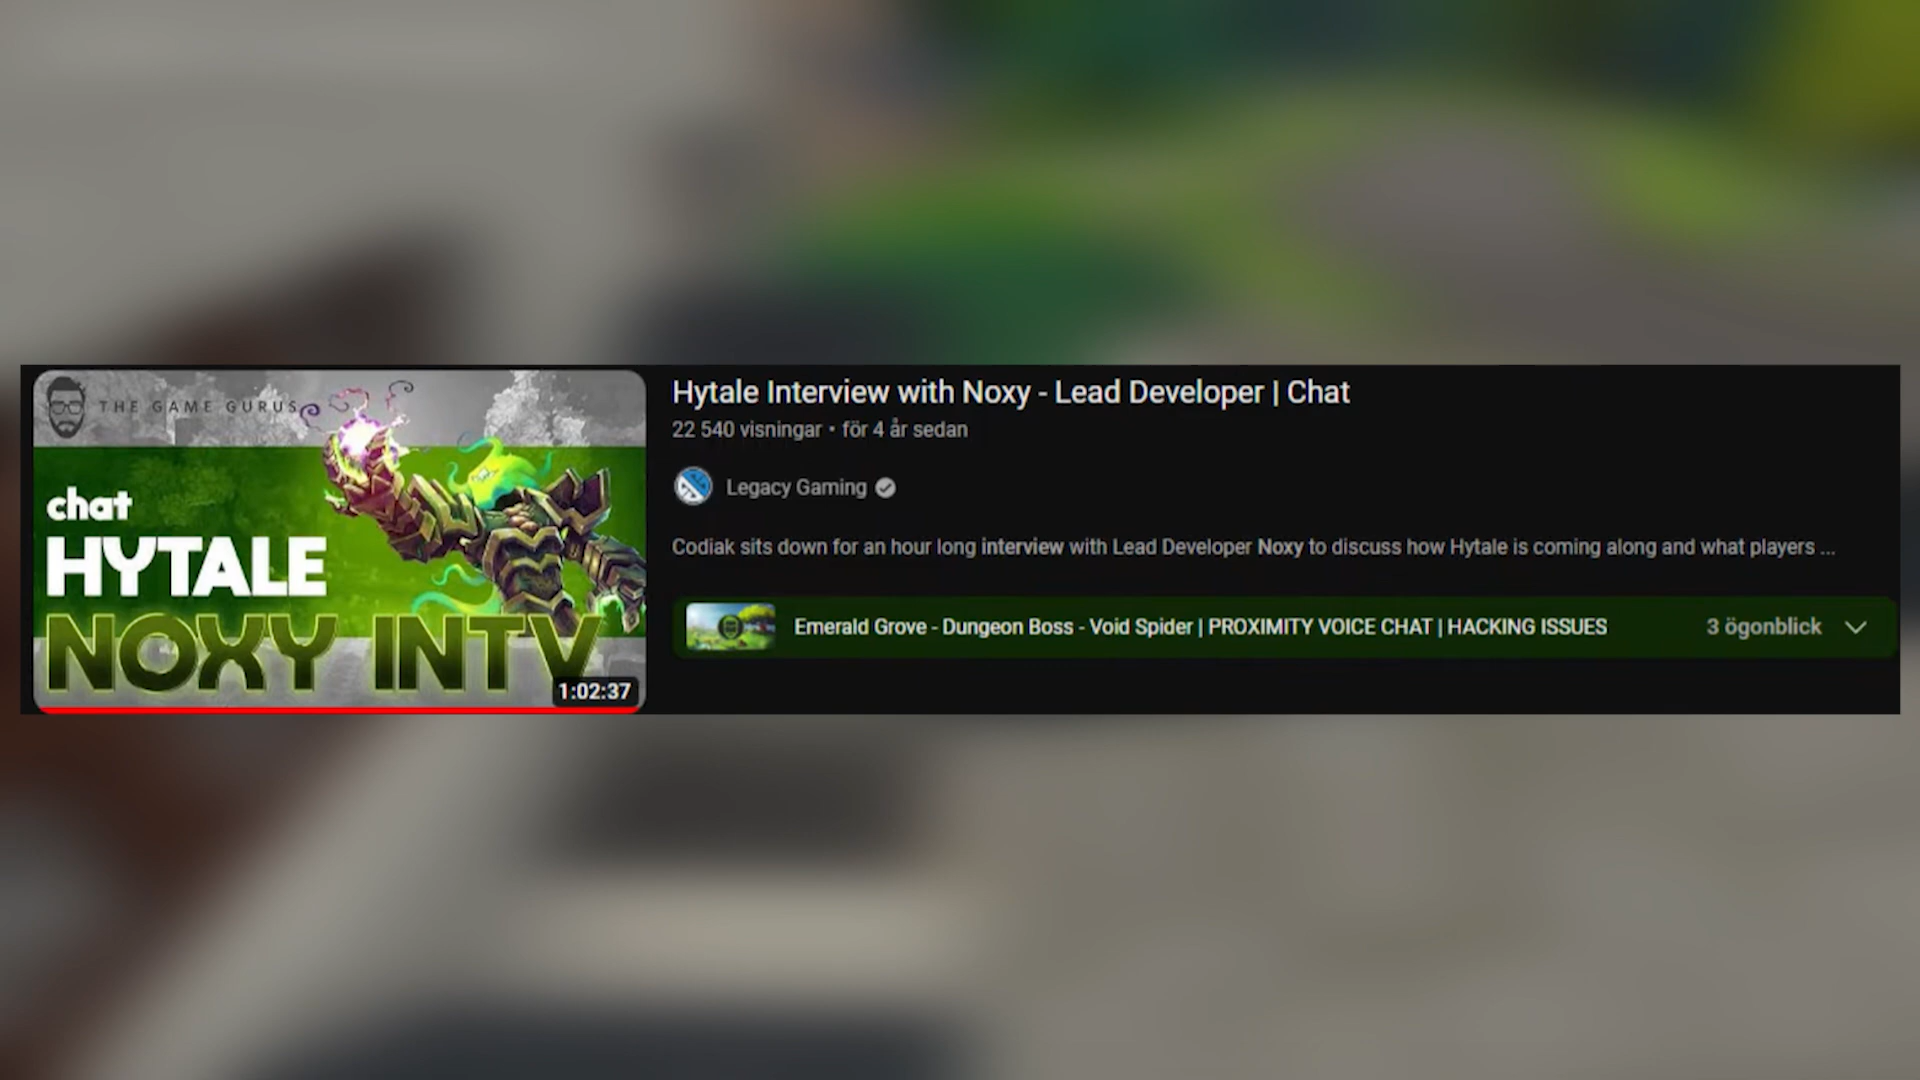 THE GAME GURUS
chat
HYTALE
NOXY INTV
1:02:37
Hytale Interview with Noxy - Lead Developer | Chat
22 540 visningar • för 4 år sedan
Legacy Gaming
Codiak sits down for an hour long interview with Lead Developer Noxy to discuss how Hytale is coming along and what players ...
Emerald Grove - Dungeon Boss - Void Spider | PROXIMITY VOICE CHAT | HACKING ISSUES
3 ögonblick